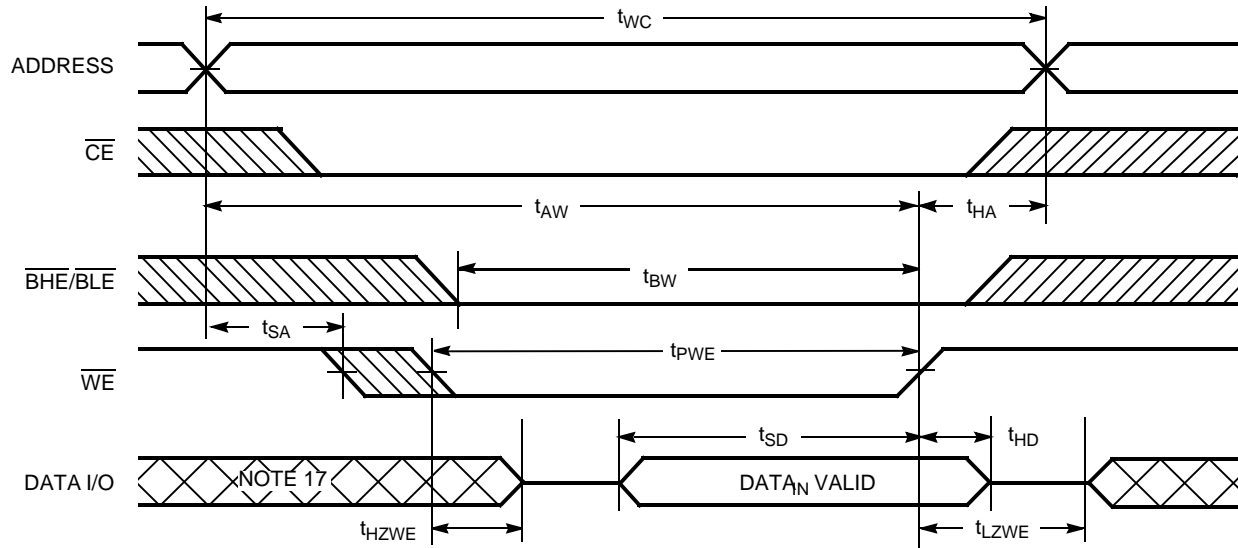 tWC
ADDRESS
CE
tAW
tHA
BHE/BLE
tBW
tSA
tPWE
WE
tSD
tHD
DATA I/O
NOTE 17
DATAIN VALID
tHZWE
tLZWE